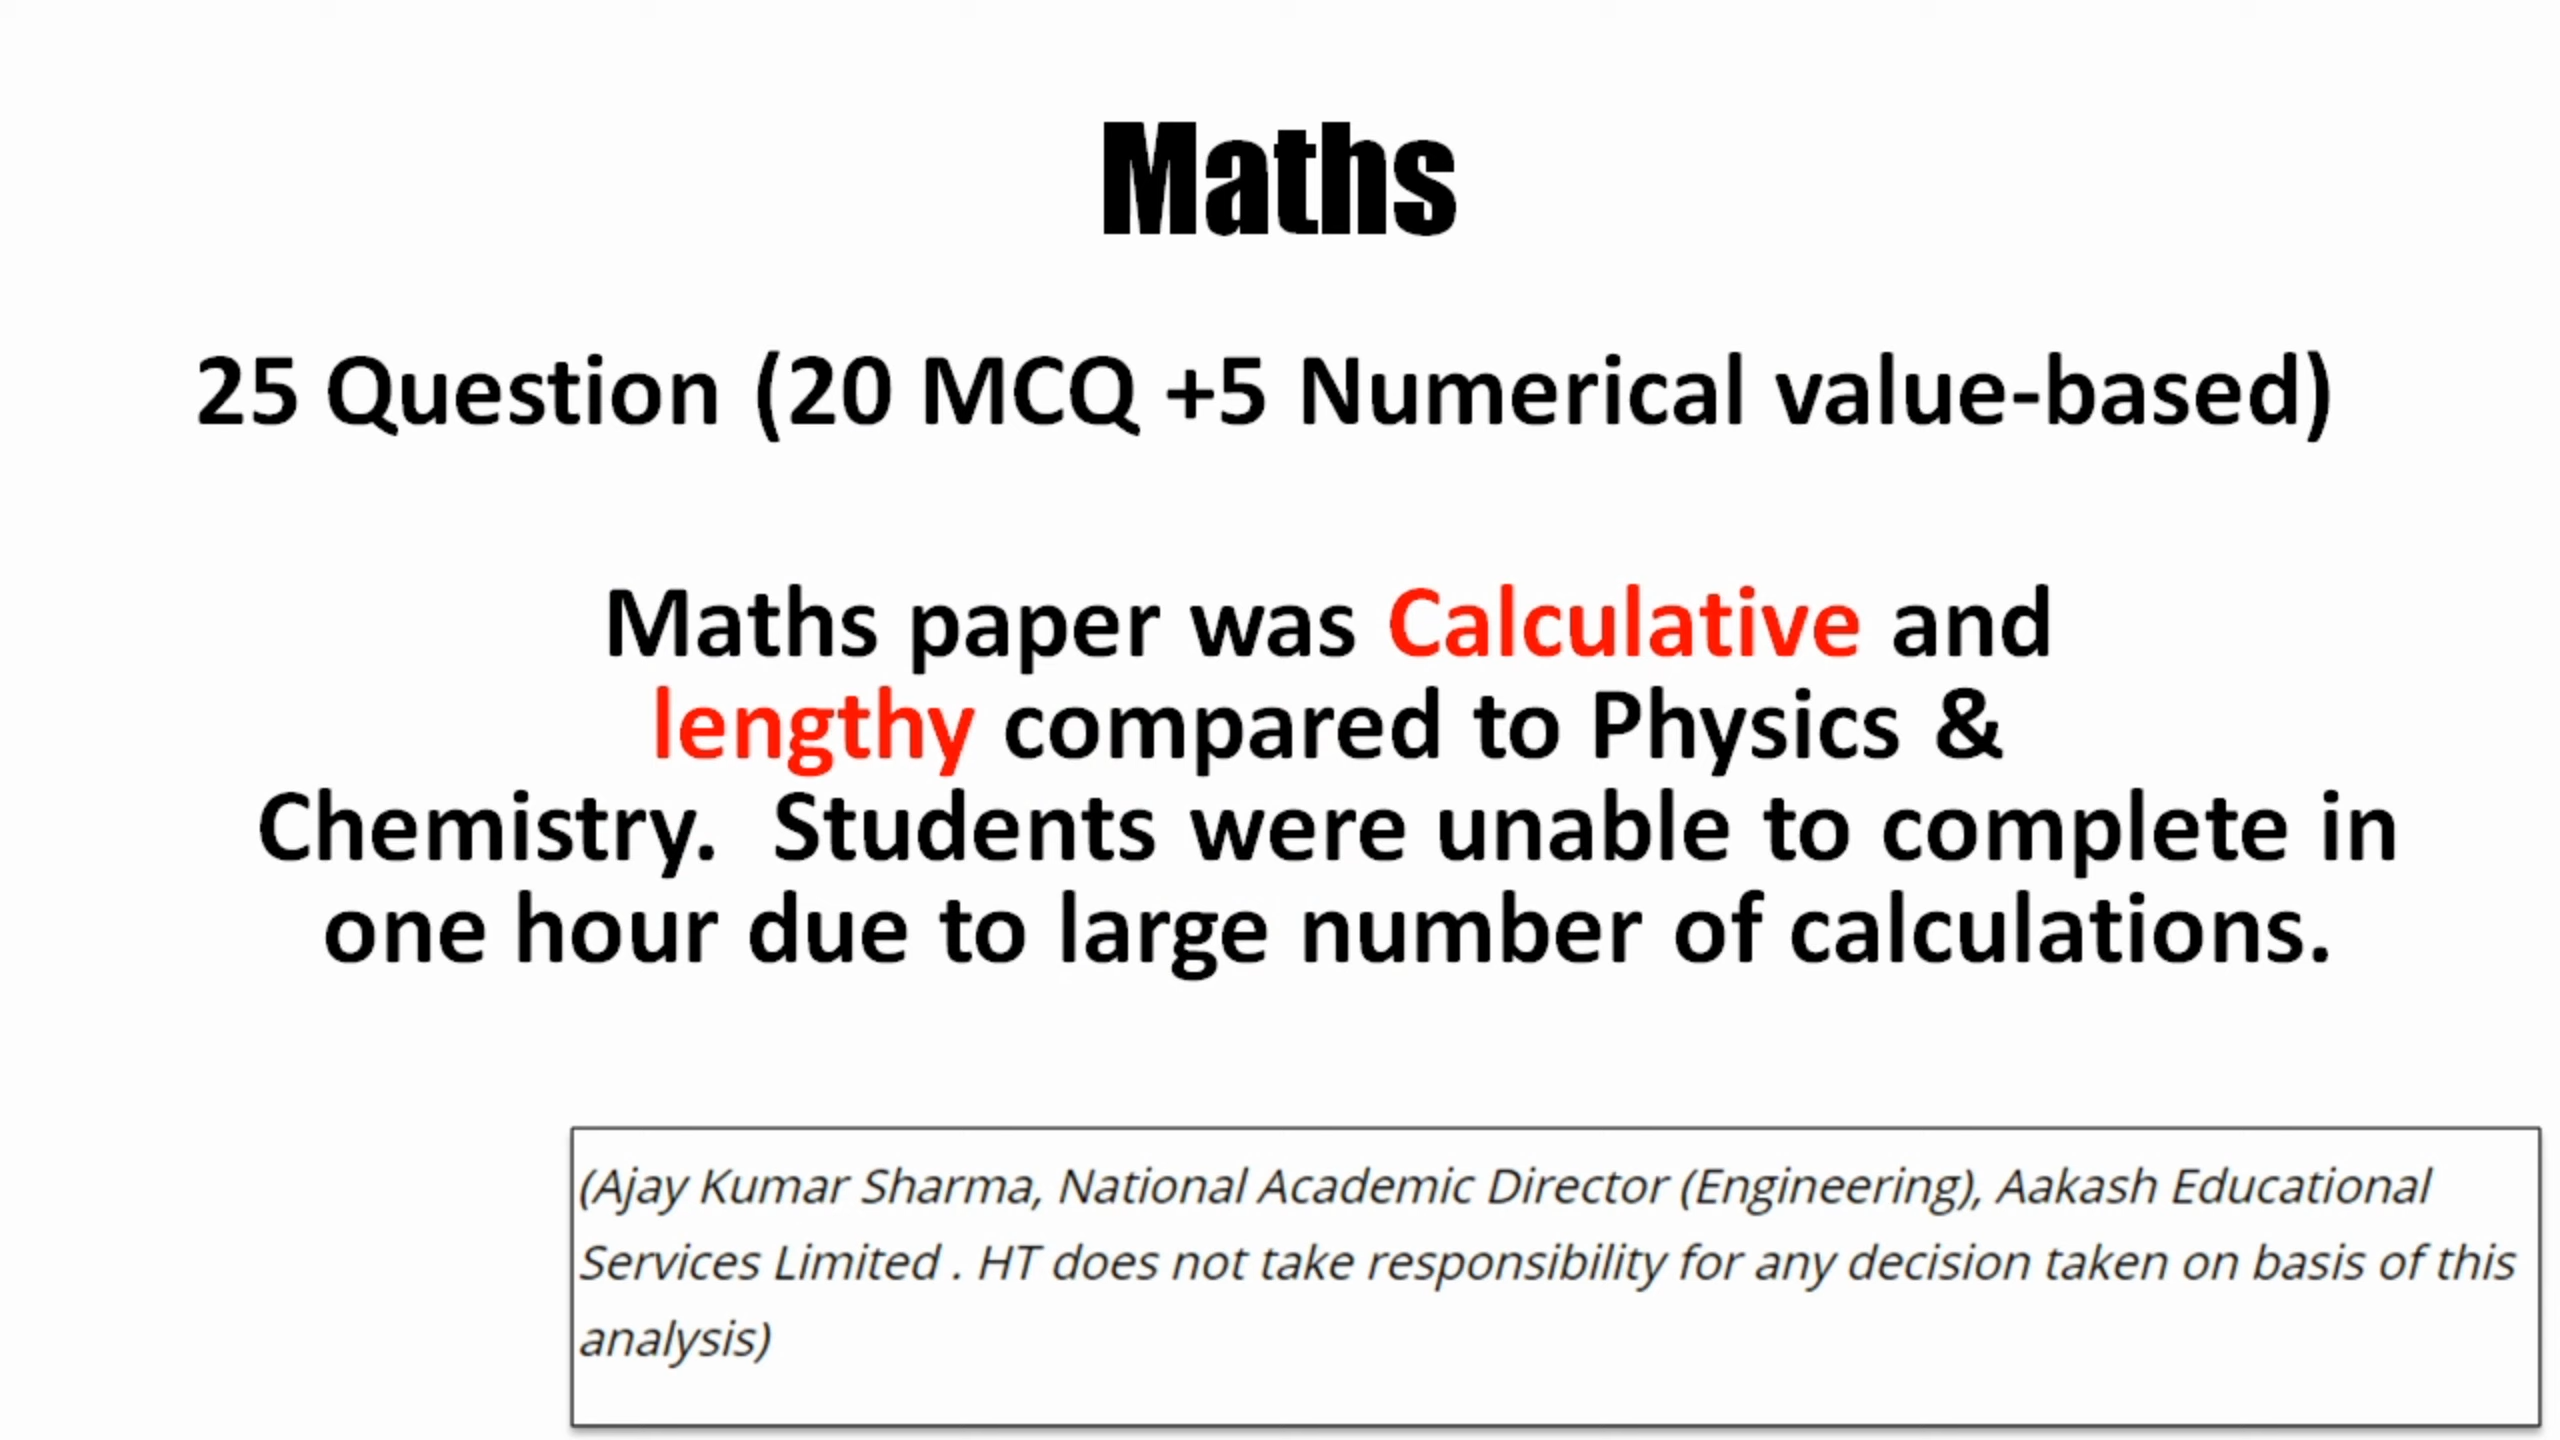 Maths
25 Question (20 MCQ +5 Numerical value-based)
Maths paper was Calculative and
lengthy compared to Physics &
Chemistry.  Students were unable to complete in
one hour due to large number of calculations.
(Ajay Kumar Sharma, National Academic Director (Engineering), Aakash Educational
Services Limited . HT does not take responsibility for any decision taken on basis of this
analysis)